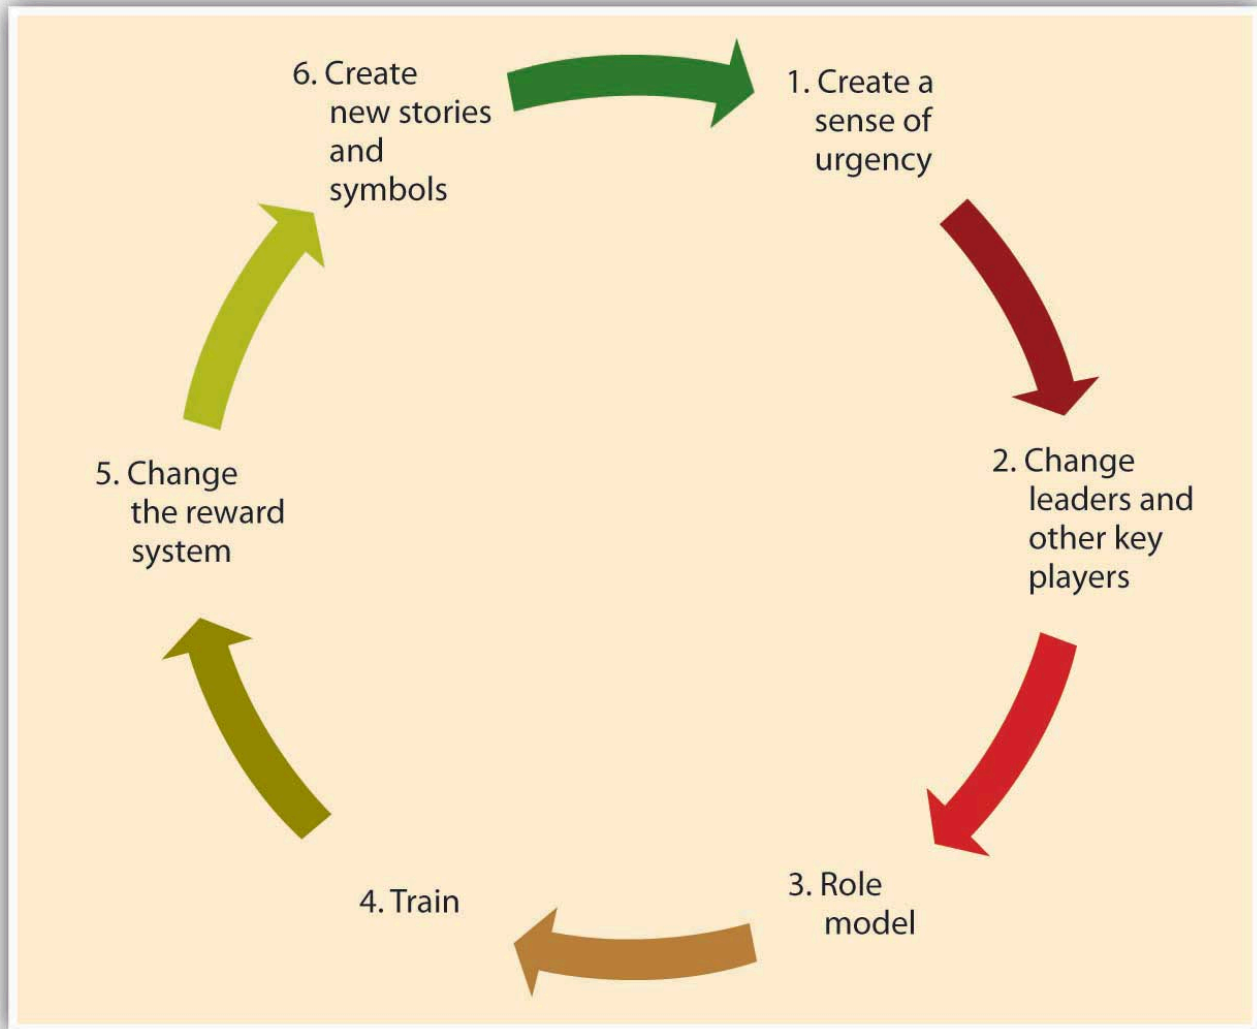 1. Create a
sense of
urgency
2. Change
leaders and
other key
players
3. Role
model
4. Train
5. Change
the reward
system
6. Create
new stories
and
symbols